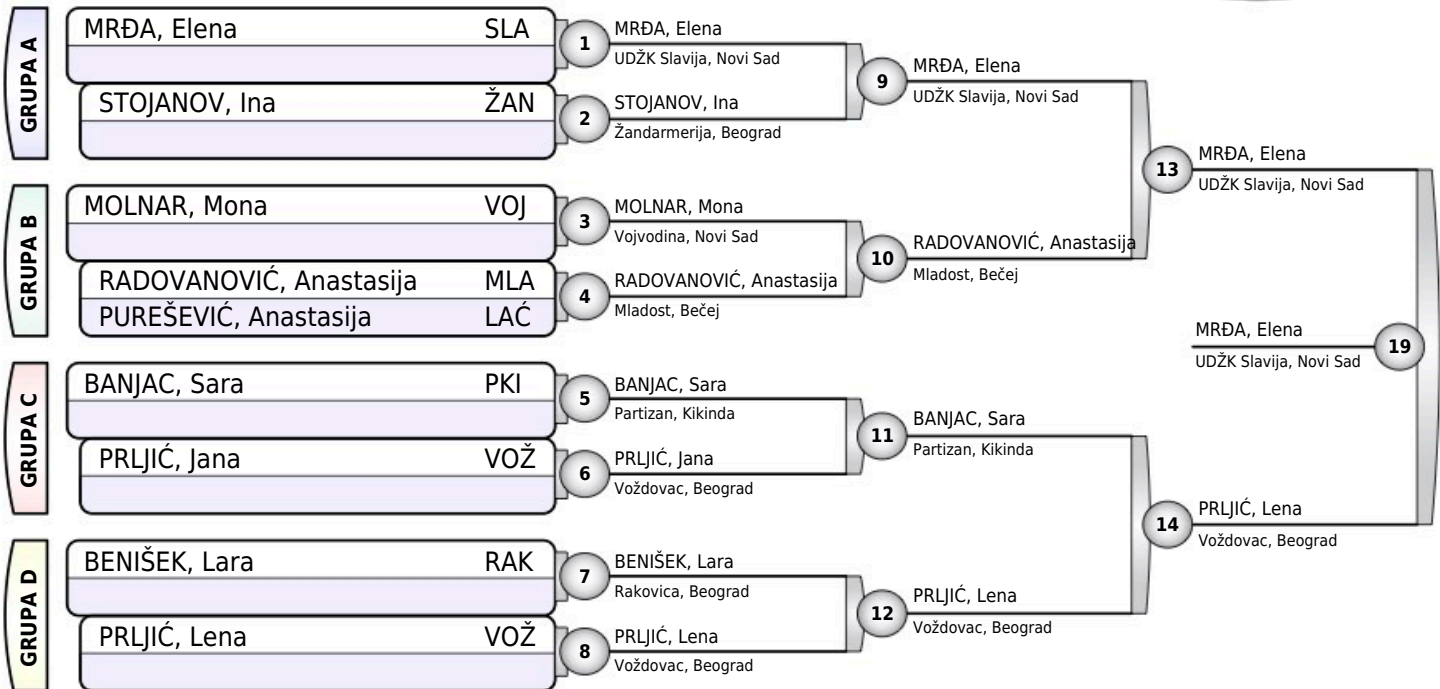 GRUPA A
MRĐA, Elena SLA
STOJANOV, Ina ŽAN
GRUPA B
MOLNAR, Mona VOJ
RADOVANOVIĆ, Anastasija MLA
PUREŠEVIĆ, Anastasija LAĆ
GRUPA C
BANJAC, Sara PKI
PRLJIĆ, Jana VOŽ
GRUPA D
BENIŠEK, Lara RAK
PRLJIĆ, Lena VOŽ
1
MRĐA, Elena
UDŽK Slavija, Novi Sad
2
STOJANOV, Ina
Žandarmerija, Beograd
3
MOLNAR, Mona
Vojvodina, Novi Sad
4
RADOVANOVIĆ, Anastasija
Mladost, Bečej
5
BANJAC, Sara
Partizan, Kikinda
6
PRLJIĆ, Jana
Voždovac, Beograd
7
BENIŠEK, Lara
Rakovica, Beograd
8
PRLJIĆ, Lena
Voždovac, Beograd
9
MRĐA, Elena
UDŽK Slavija, Novi Sad
10
RADOVANOVIĆ, Anastasija
Mladost, Bečej
11
BANJAC, Sara
Partizan, Kikinda
12
PRLJIĆ, Lena
Voždovac, Beograd
13
MRĐA, Elena
UDŽK Slavija, Novi Sad
14
PRLJIĆ, Lena
Voždovac, Beograd
MRĐA, Elena
UDŽK Slavija, Novi Sad
19